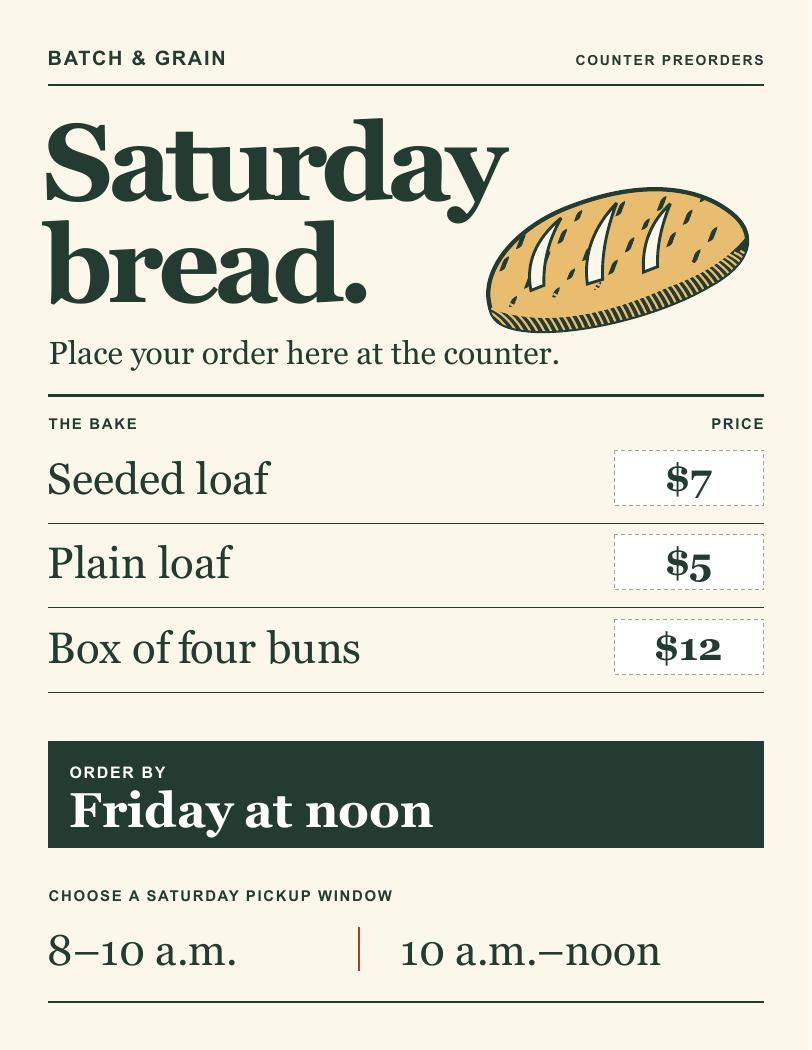 BATCH & GRAIN
COUNTER PREORDERS
Saturday
bread.
Place your order here at the counter.
THE BAKE
PRICE
Seeded loaf
$7
Plain loaf
$5
Box of four buns
$12
ORDER BY
Friday at noon
CHOOSE A SATURDAY PICKUP WINDOW
8–10 a.m.
10 a.m.–noon